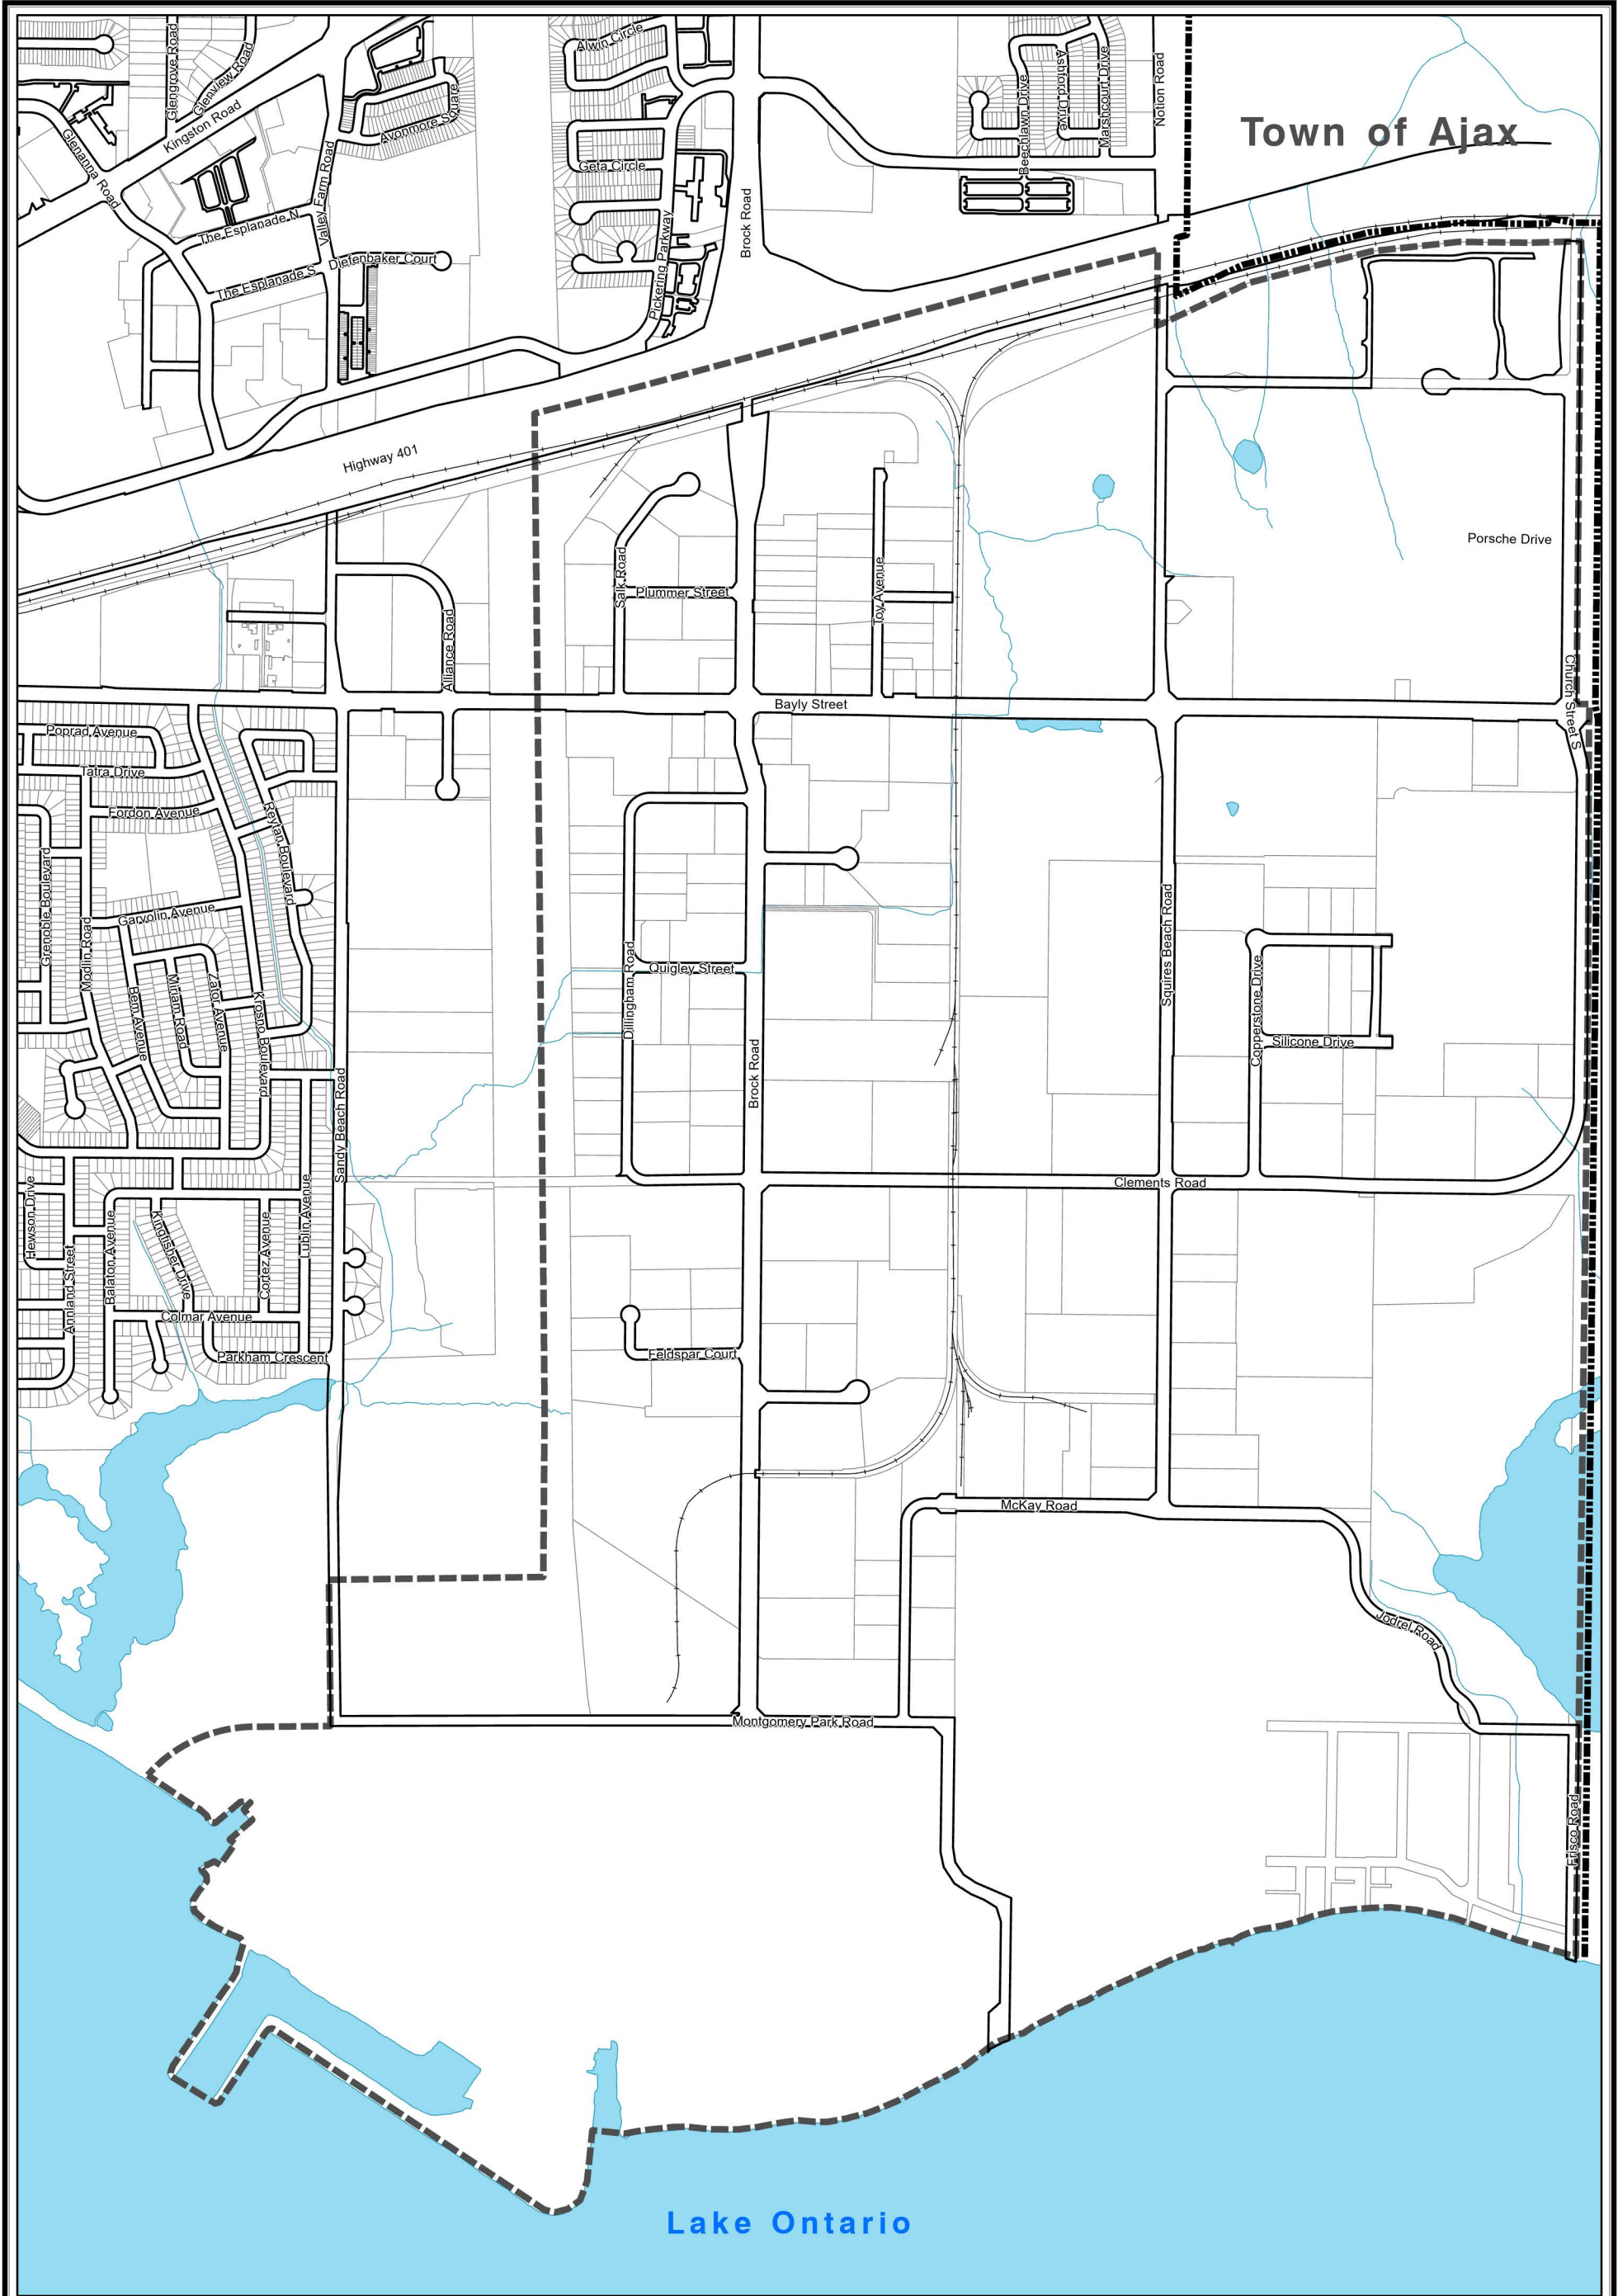 Glengrove Road
Glenview Road
Kingston Road
Glenanna Road
Valley Farm Road
Avonmore Square
The Esplanade N
The Esplanade S
Diefenbaker Court
Alwin Circle
Geta Circle
Pickering Parkway
Brock Road
Beechlawn Drive
Ashford Drive
Marshcourt Drive
Notion Road
Town of Ajax
Highway 401
Salk Road
Plummer Street
Toy Avenue
Porsche Drive
Alliance Road
Church Street S
Bayly Street
Poprad Avenue
Tatra Drive
Fordon Avenue
Reytan Boulevard
Grenoble Boulevard
Modlin Road
Garvolin Avenue
Ben Avenue
Miriam Road
Zator Avenue
Krosno Boulevard
Sandy Beach Road
Dillingham Road
Quigley Street
Brock Road
Squires Beach Road
Copperstone Drive
Silicone Drive
Clements Road
Hewson Drive
Annland Street
Balaton Avenue
Kingfisher Drive
Cortez Avenue
Lublin Avenue
Colmar Avenue
Parkham Crescent
Feldspar Court
McKay Road
Jodrel Road
Montgomery Park Road
Frisco Road
Lake Ontario